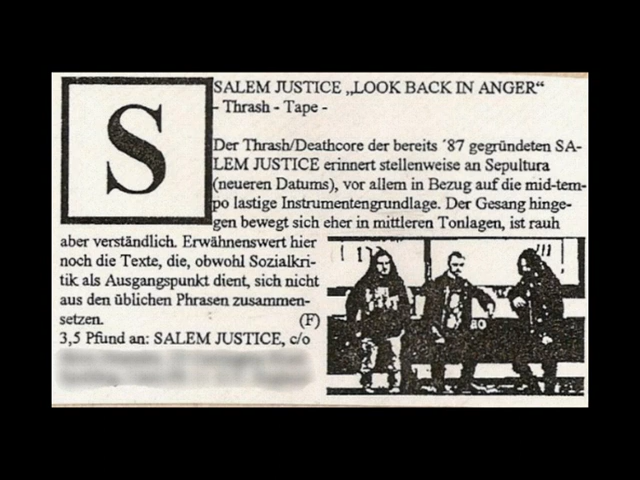 S
SALEM JUSTICE „LOOK BACK IN ANGER“
- Thrash - Tape -
Der Thrash/Deathcore der bereits ´87 gegründeten SA-
LEM JUSTICE erinnert stellenweise an Sepultura
(neueren Datums), vor allem in Bezug auf die mid-tem-
po lastige Instrumentengrundlage. Der Gesang hinge-
gen bewegt sich eher in mittleren Tonlagen, ist rauh
aber verständlich. Erwähnenswert hier
noch die Texte, die, obwohl Sozialkri-
tik als Ausgangspunkt dient, sich nicht
aus den üblichen Phrasen zusammen-
setzen. (F)
3,5 Pfund an: SALEM JUSTICE, c/o